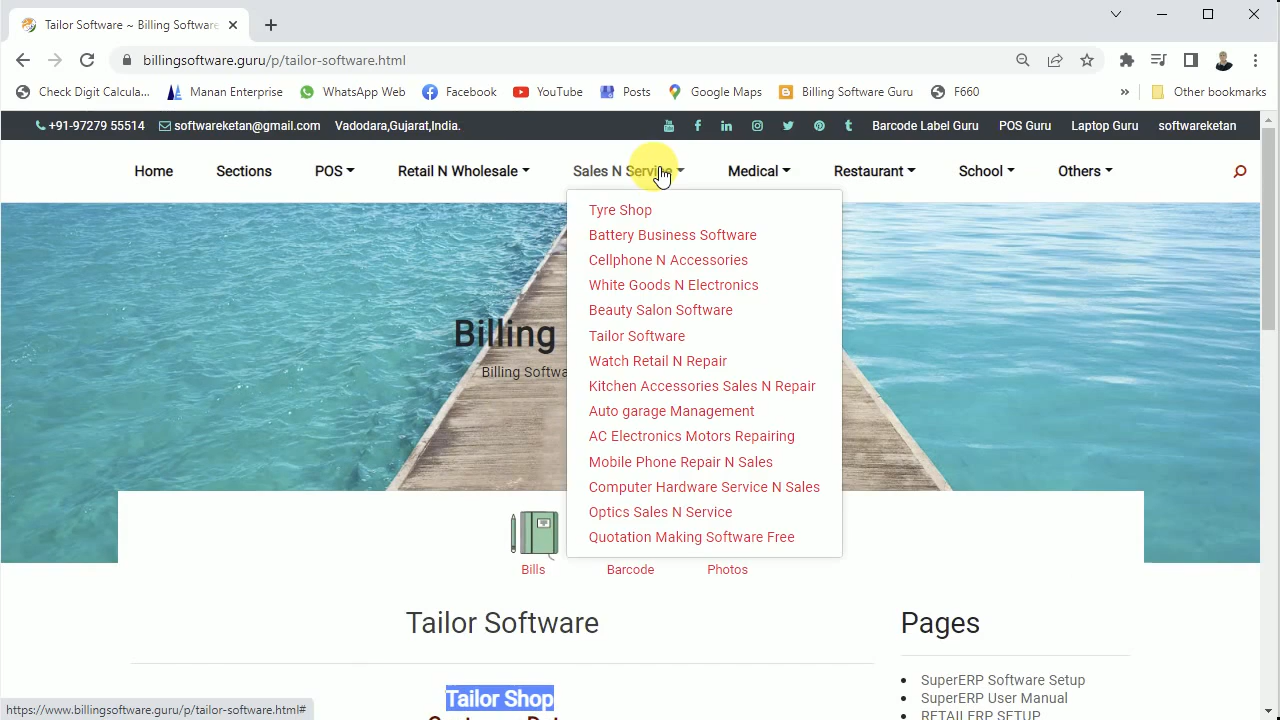 Tailor Software ~ Billing Software
billingsoftware.guru/p/tailor-software.html
Check Digit Calcula... Manan Enterprise WhatsApp Web Facebook YouTube Posts Google Maps Billing Software Guru F660 » Other bookmarks
+91-97279 55514 softwareketan@gmail.com Vadodara,Gujarat,India. Barcode Label Guru POS Guru Laptop Guru softwareketan
Home Sections POS Retail N Wholesale Sales N Service Medical Restaurant School Others
Tyre Shop
Battery Business Software
Cellphone N Accessories
White Goods N Electronics
Beauty Salon Software
Tailor Software
Watch Retail N Repair
Kitchen Accessories Sales N Repair
Auto garage Management
AC Electronics Motors Repairing
Mobile Phone Repair N Sales
Computer Hardware Service N Sales
Optics Sales N Service
Quotation Making Software Free
Billing
Billing Softwa
Bills Barcode Photos
Tailor Software
Tailor Shop
Pages
SuperERP Software Setup
SuperERP User Manual
RETAILERP SETUP
https://www.billingsoftware.guru/p/tailor-software.html#